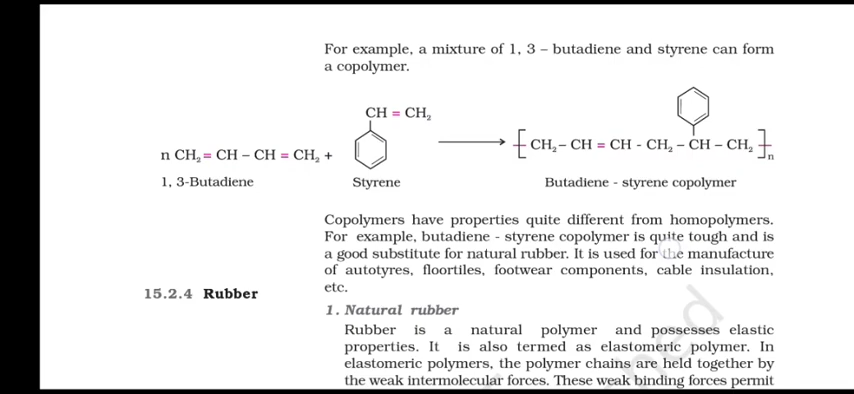 For example, a mixture of 1, 3 – butadiene and styrene can form
a copolymer.
CH = CH₂
n CH₂ = CH – CH = CH₂ +
[ CH₂ – CH = CH - CH₂ – CH – CH₂ ]n
1, 3-Butadiene
Styrene
Butadiene - styrene copolymer
Copolymers have properties quite different from homopolymers.
For example, butadiene - styrene copolymer is quite tough and is
a good substitute for natural rubber. It is used for the manufacture
of autotyres, floortiles, footwear components, cable insulation,
etc.
15.2.4 Rubber
1. Natural rubber
Rubber is a natural polymer and possesses elastic
properties. It is also termed as elastomeric polymer. In
elastomeric polymers, the polymer chains are held together by
the weak intermolecular forces. These weak binding forces permit